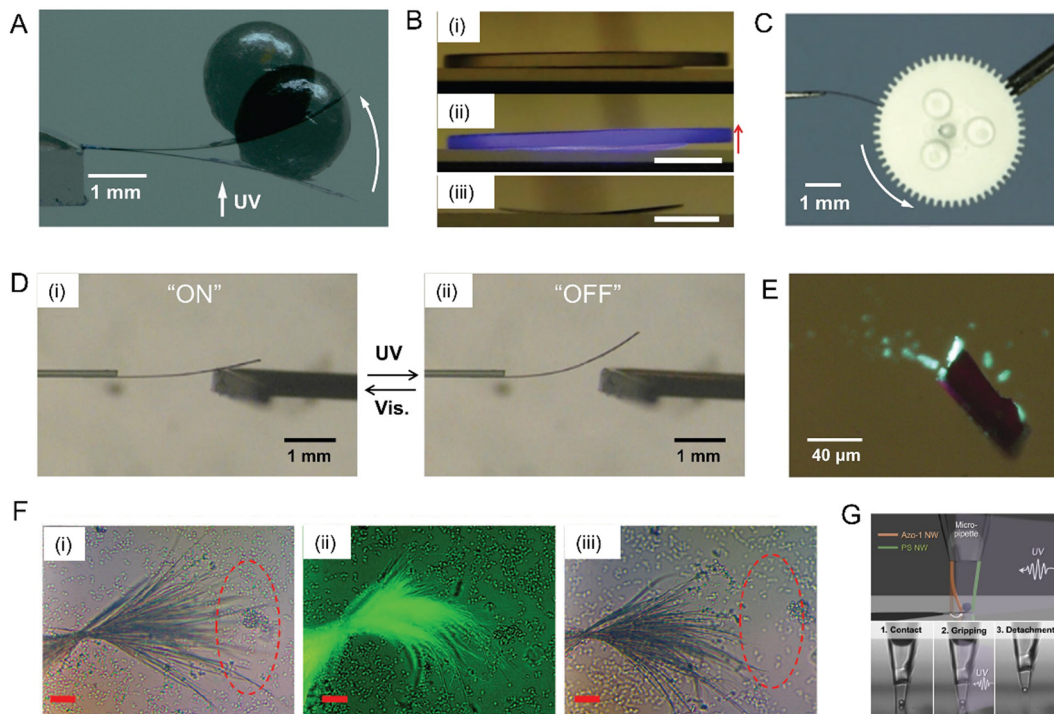 A
1 mm
UV
B
(i)
(ii)
(iii)
C
1 mm
D
(i)
"ON"
1 mm
UV
Vis.
(ii)
"OFF"
1 mm
E
40 µm
F
(i)
(ii)
(iii)
G
Azo-1 NW
PS NW
Micro-
pipette
UV
1. Contact
2. Gripping
3. Detachment
UV